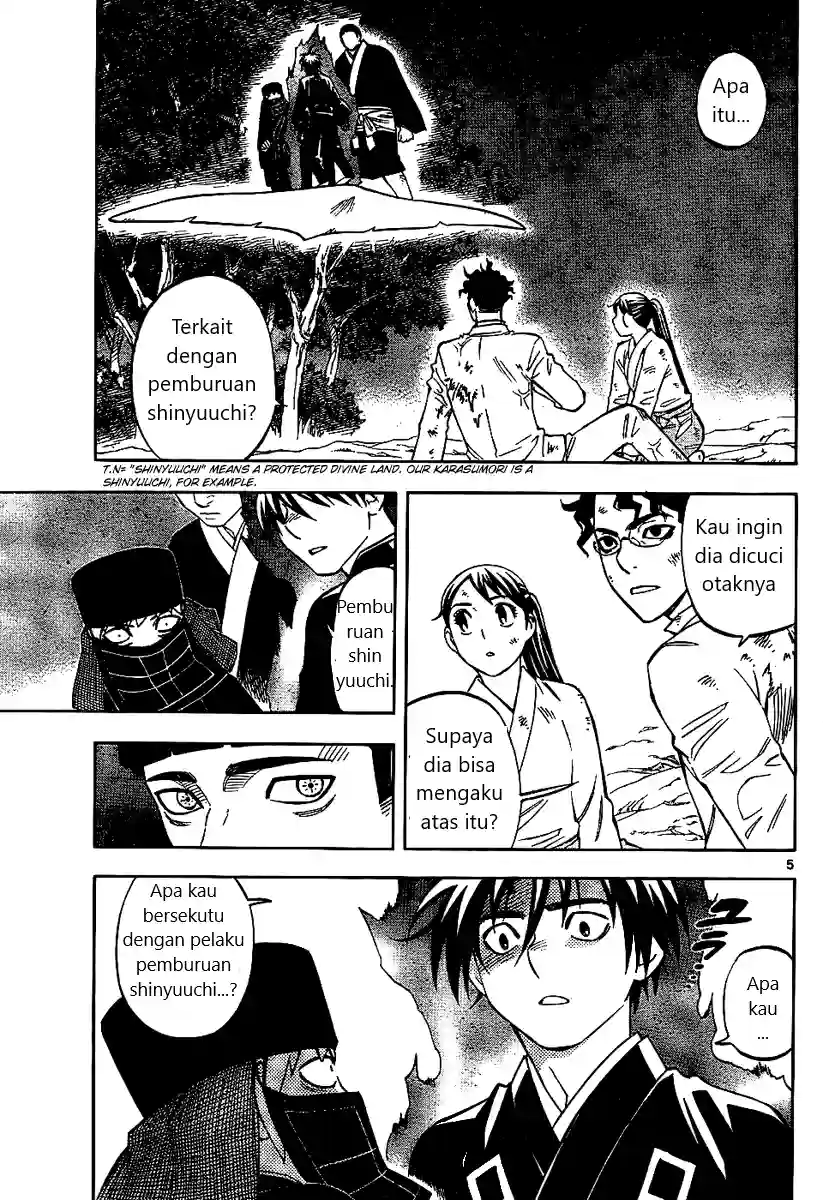 Apa
itu...
Terkait
dengan
pemburuan
shinyuuchi?
T.N= "SHINYUUCHI" MEANS A PROTECTED DIVINE LAND. OUR KARASUMORI IS A
SHINYUUCHI, FOR EXAMPLE.
Kau ingin
dia dicuci
otaknya
Supaya
dia bisa
mengaku
atas itu?
Pembu
ruan
shin
yuuchi.
5
Apa
kau
...
Apa kau
bersekutu
dengan pelaku
pemburuan
shinyuuchi...?